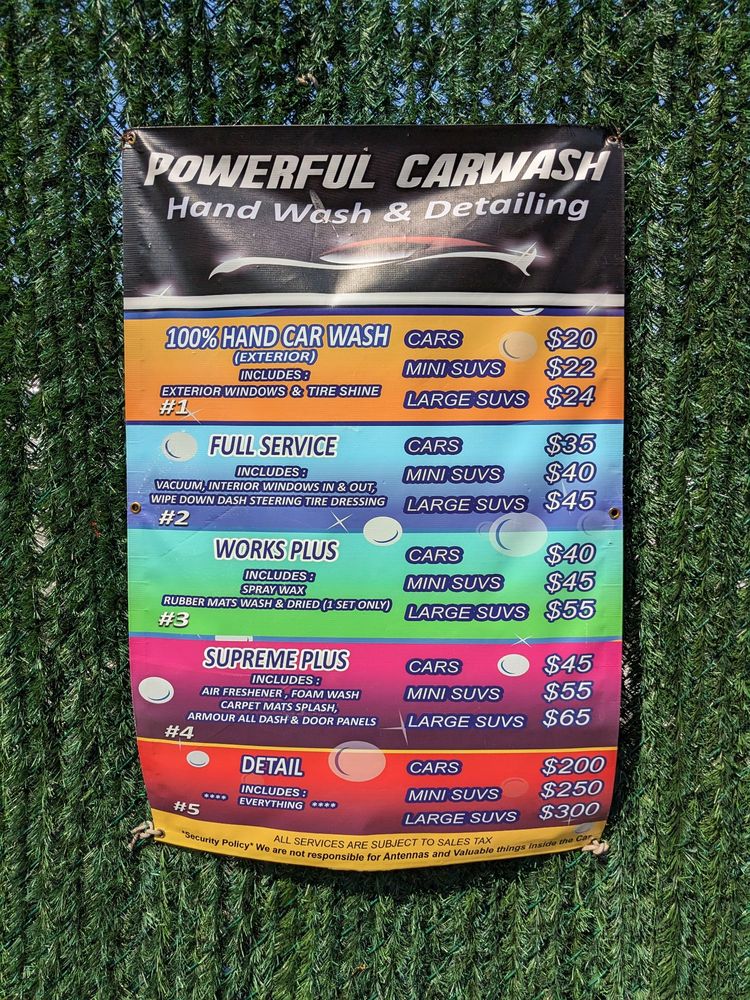 POWERFUL CARWASH
Hand Wash & Detailing
100% HAND CAR WASH
(EXTERIOR)
INCLUDES :
EXTERIOR WINDOWS & TIRE SHINE
#1
CARS $20
MINI SUVS $22
LARGE SUVS $24
FULL SERVICE
INCLUDES :
VACUUM, INTERIOR WINDOWS IN & OUT,
WIPE DOWN DASH STEERING TIRE DRESSING
#2
CARS $35
MINI SUVS $40
LARGE SUVS $45
WORKS PLUS
INCLUDES :
SPRAY WAX
RUBBER MATS WASH & DRIED (1 SET ONLY)
#3
CARS $40
MINI SUVS $45
LARGE SUVS $55
SUPREME PLUS
INCLUDES :
AIR FRESHENER , FOAM WASH
CARPET MATS SPLASH,
ARMOUR ALL DASH & DOOR PANELS
#4
CARS $45
MINI SUVS $55
LARGE SUVS $65
DETAIL
INCLUDES :
**** EVERYTHING ****
#5
CARS $200
MINI SUVS $250
LARGE SUVS $300
ALL SERVICES ARE SUBJECT TO SALES TAX
*Security Policy* We are not responsible for Antennas and Valuable things Inside the Car